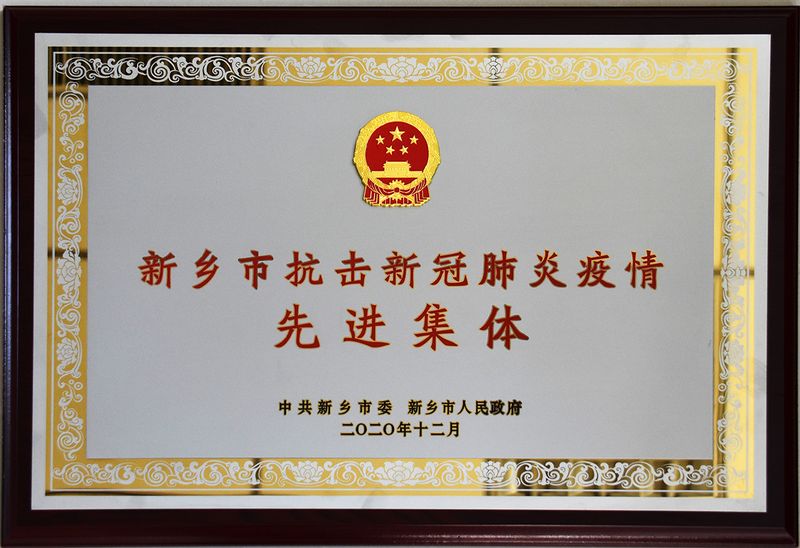 新乡市抗击新冠肺炎疫情
先进集体
中共新乡市委 新乡市人民政府
二〇二〇年十二月